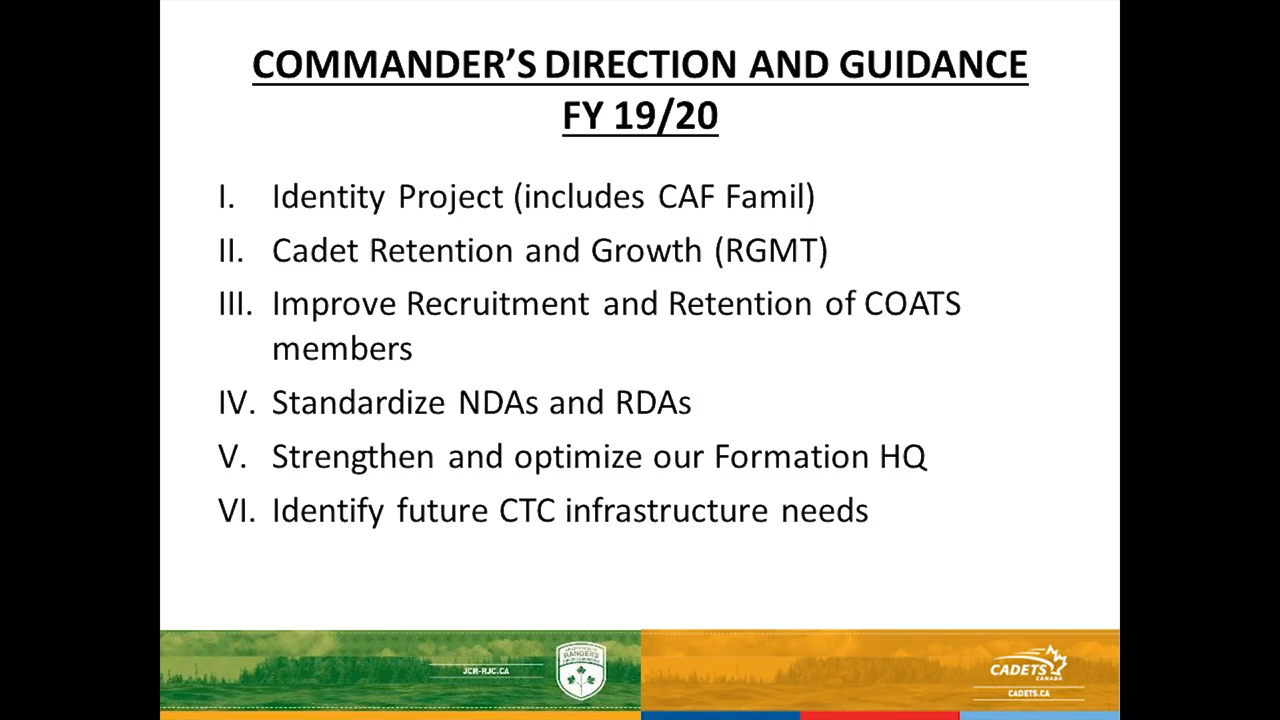 COMMANDER’S DIRECTION AND GUIDANCE
FY 19/20
I. Identity Project (includes CAF Famil)
II. Cadet Retention and Growth (RGMT)
III. Improve Recruitment and Retention of COATS
members
IV. Standardize NDAs and RDAs
V. Strengthen and optimize our Formation HQ
VI. Identify future CTC infrastructure needs
JCR-RJC.CA
RANGERS
CADETS
CANADA
CADETS.CA